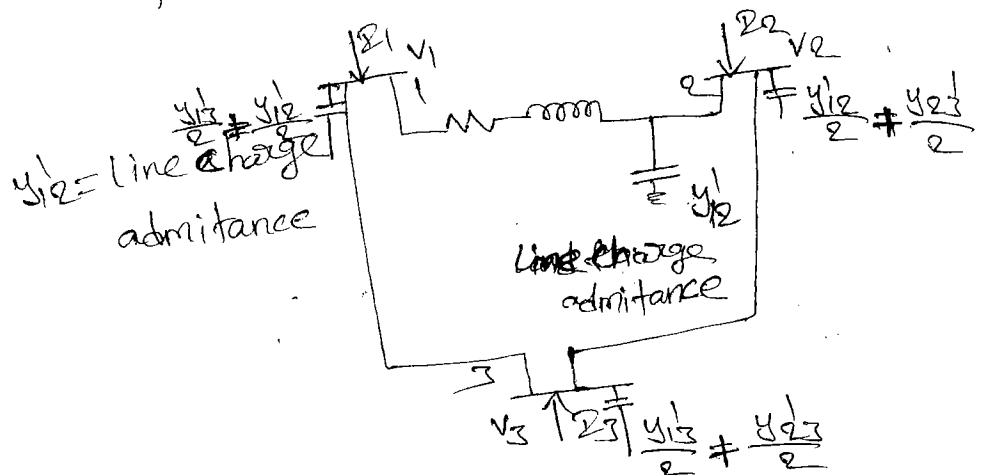 I1 V1
I2 V2
1
2
y'13/2 + y'12/2
y'12/2 + y'23/2
y'12 = line charge
admitance
y'12
Line charge
admitance
3
V3 I3 y'13/2 + y'23/2